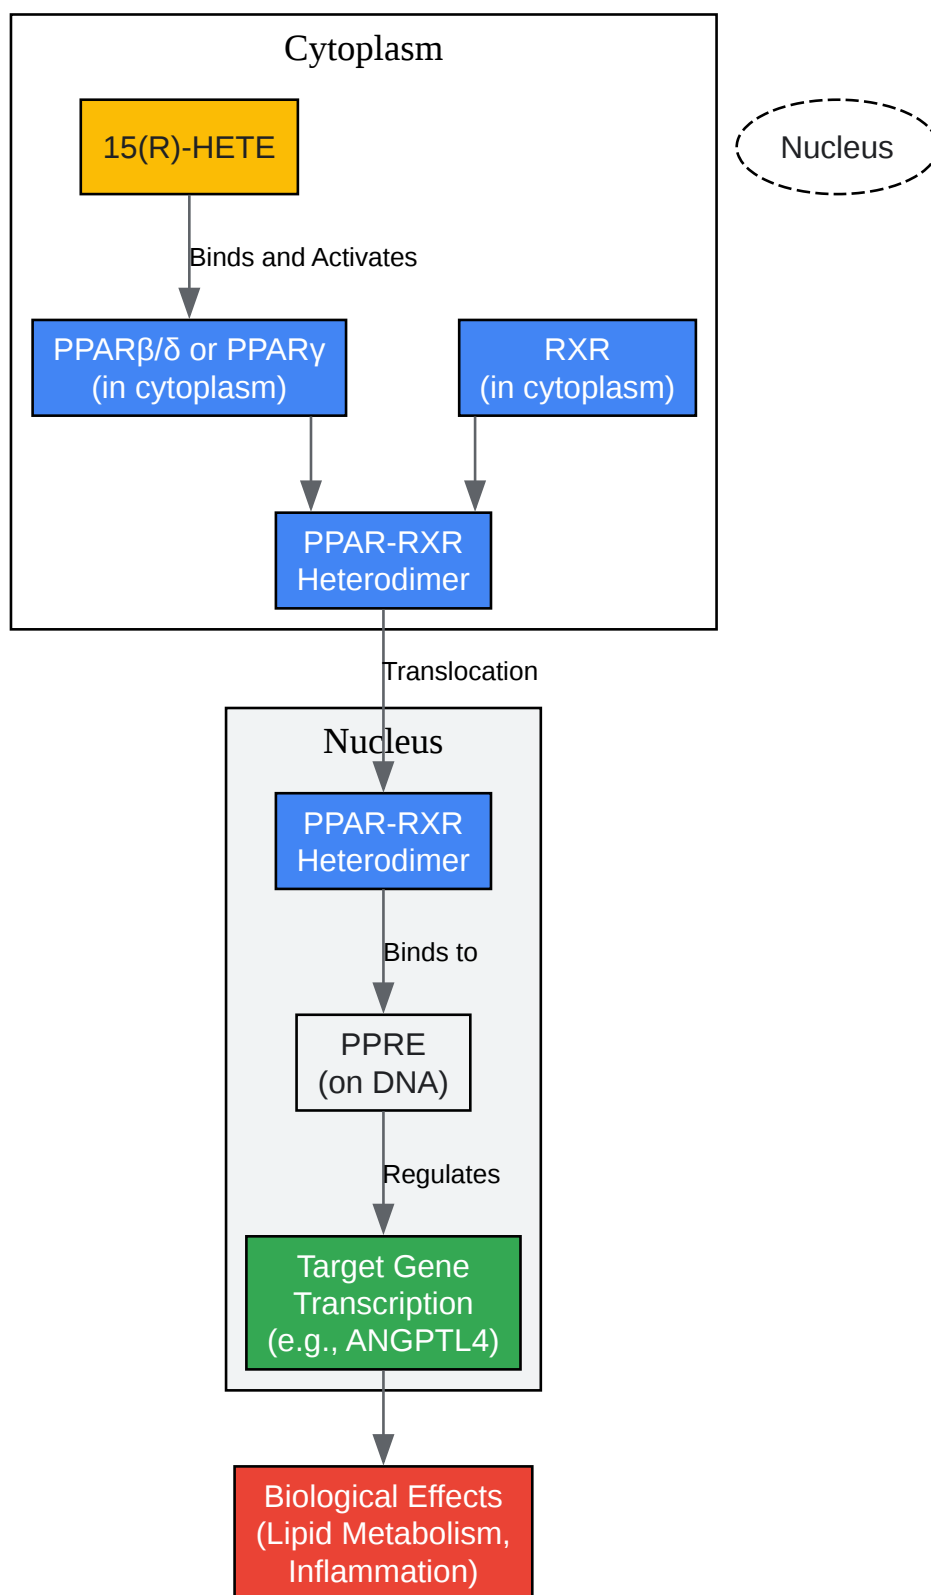 Cytoplasm
15(R)-HETE
Nucleus
Binds and Activates
PPARβ/δ or PPARγ
(in cytoplasm)
RXR
(in cytoplasm)
PPAR-RXR
Heterodimer
Translocation
Nucleus
PPAR-RXR
Heterodimer
Binds to
PPRE
(on DNA)
Regulates
Target Gene
Transcription
(e.g., ANGPTL4)
Biological Effects
(Lipid Metabolism,
Inflammation)